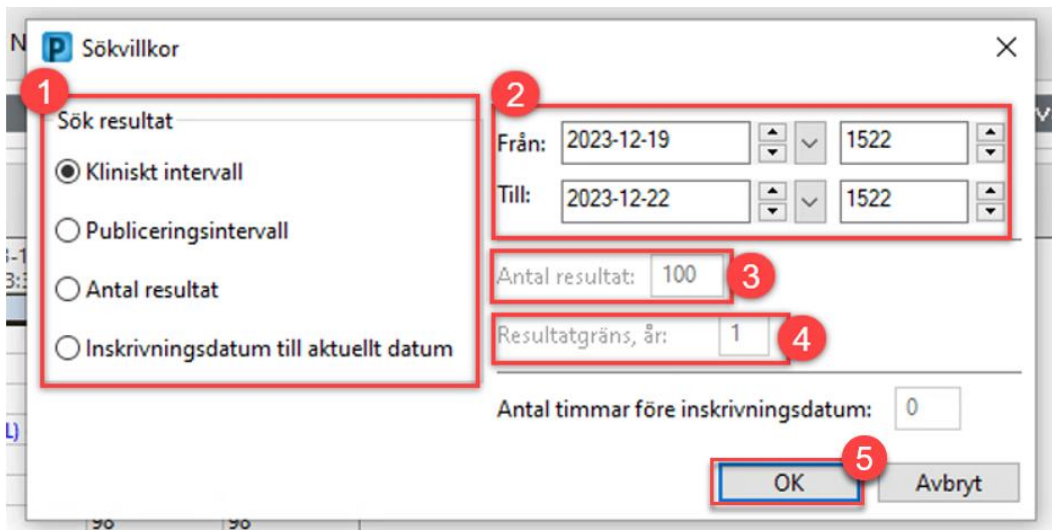 N
P Sökvillkor
1
2
Sök resultat
Kliniskt intervall
Publiceringsintervall
Antal resultat
Inskrivningsdatum till aktuellt datum
Från: 2023-12-19 1522
Till: 2023-12-22 1522
Antal resultat: 100 3
Resultatgräns, år: 1 4
Antal timmar före inskrivningsdatum: 0
5
OK Avbryt
98 98